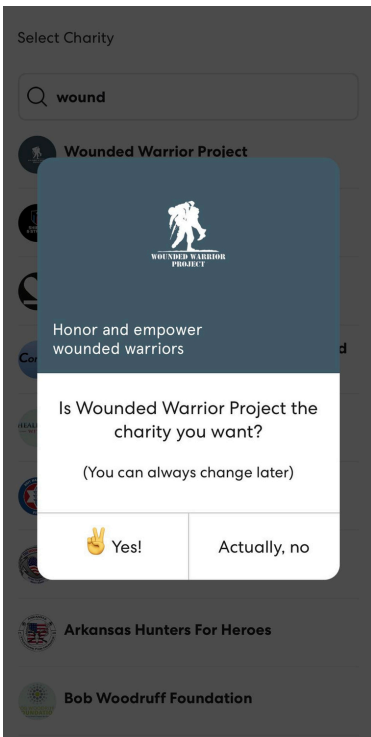 Select Charity
wound
Wounded Warrior Project
WOUNDED WARRIOR
PROJECT
Honor and empower
wounded warriors
d
Is Wounded Warrior Project the
charity you want?
(You can always change later)
✌️ Yes!
Actually, no
Arkansas Hunters For Heroes
Bob Woodruff Foundation